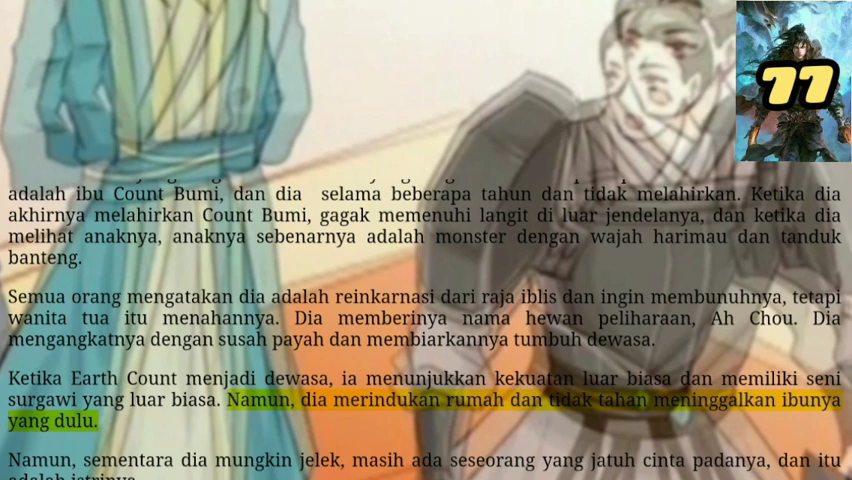 77
adalah ibu Count Bumi, dan dia selama beberapa tahun dan tidak melahirkan. Ketika dia
akhirnya melahirkan Count Bumi, gagak memenuhi langit di luar jendelanya, dan ketika dia
melihat anaknya, anaknya sebenarnya adalah monster dengan wajah harimau dan tanduk
banteng.
Semua orang mengatakan dia adalah reinkarnasi dari raja iblis dan ingin membunuhnya, tetapi
wanita tua itu menahannya. Dia memberinya nama hewan peliharaan, Ah Chou. Dia
mengangkatnya dengan susah payah dan membiarkannya tumbuh dewasa.
Ketika Earth Count menjadi dewasa, ia menunjukkan kekuatan luar biasa dan memiliki seni
surgawi yang luar biasa. Namun, dia merindukan rumah dan tidak tahan meninggalkan ibunya
yang dulu.
Namun, sementara dia mungkin jelek, masih ada seseorang yang jatuh cinta padanya, dan itu
adalah istrinya